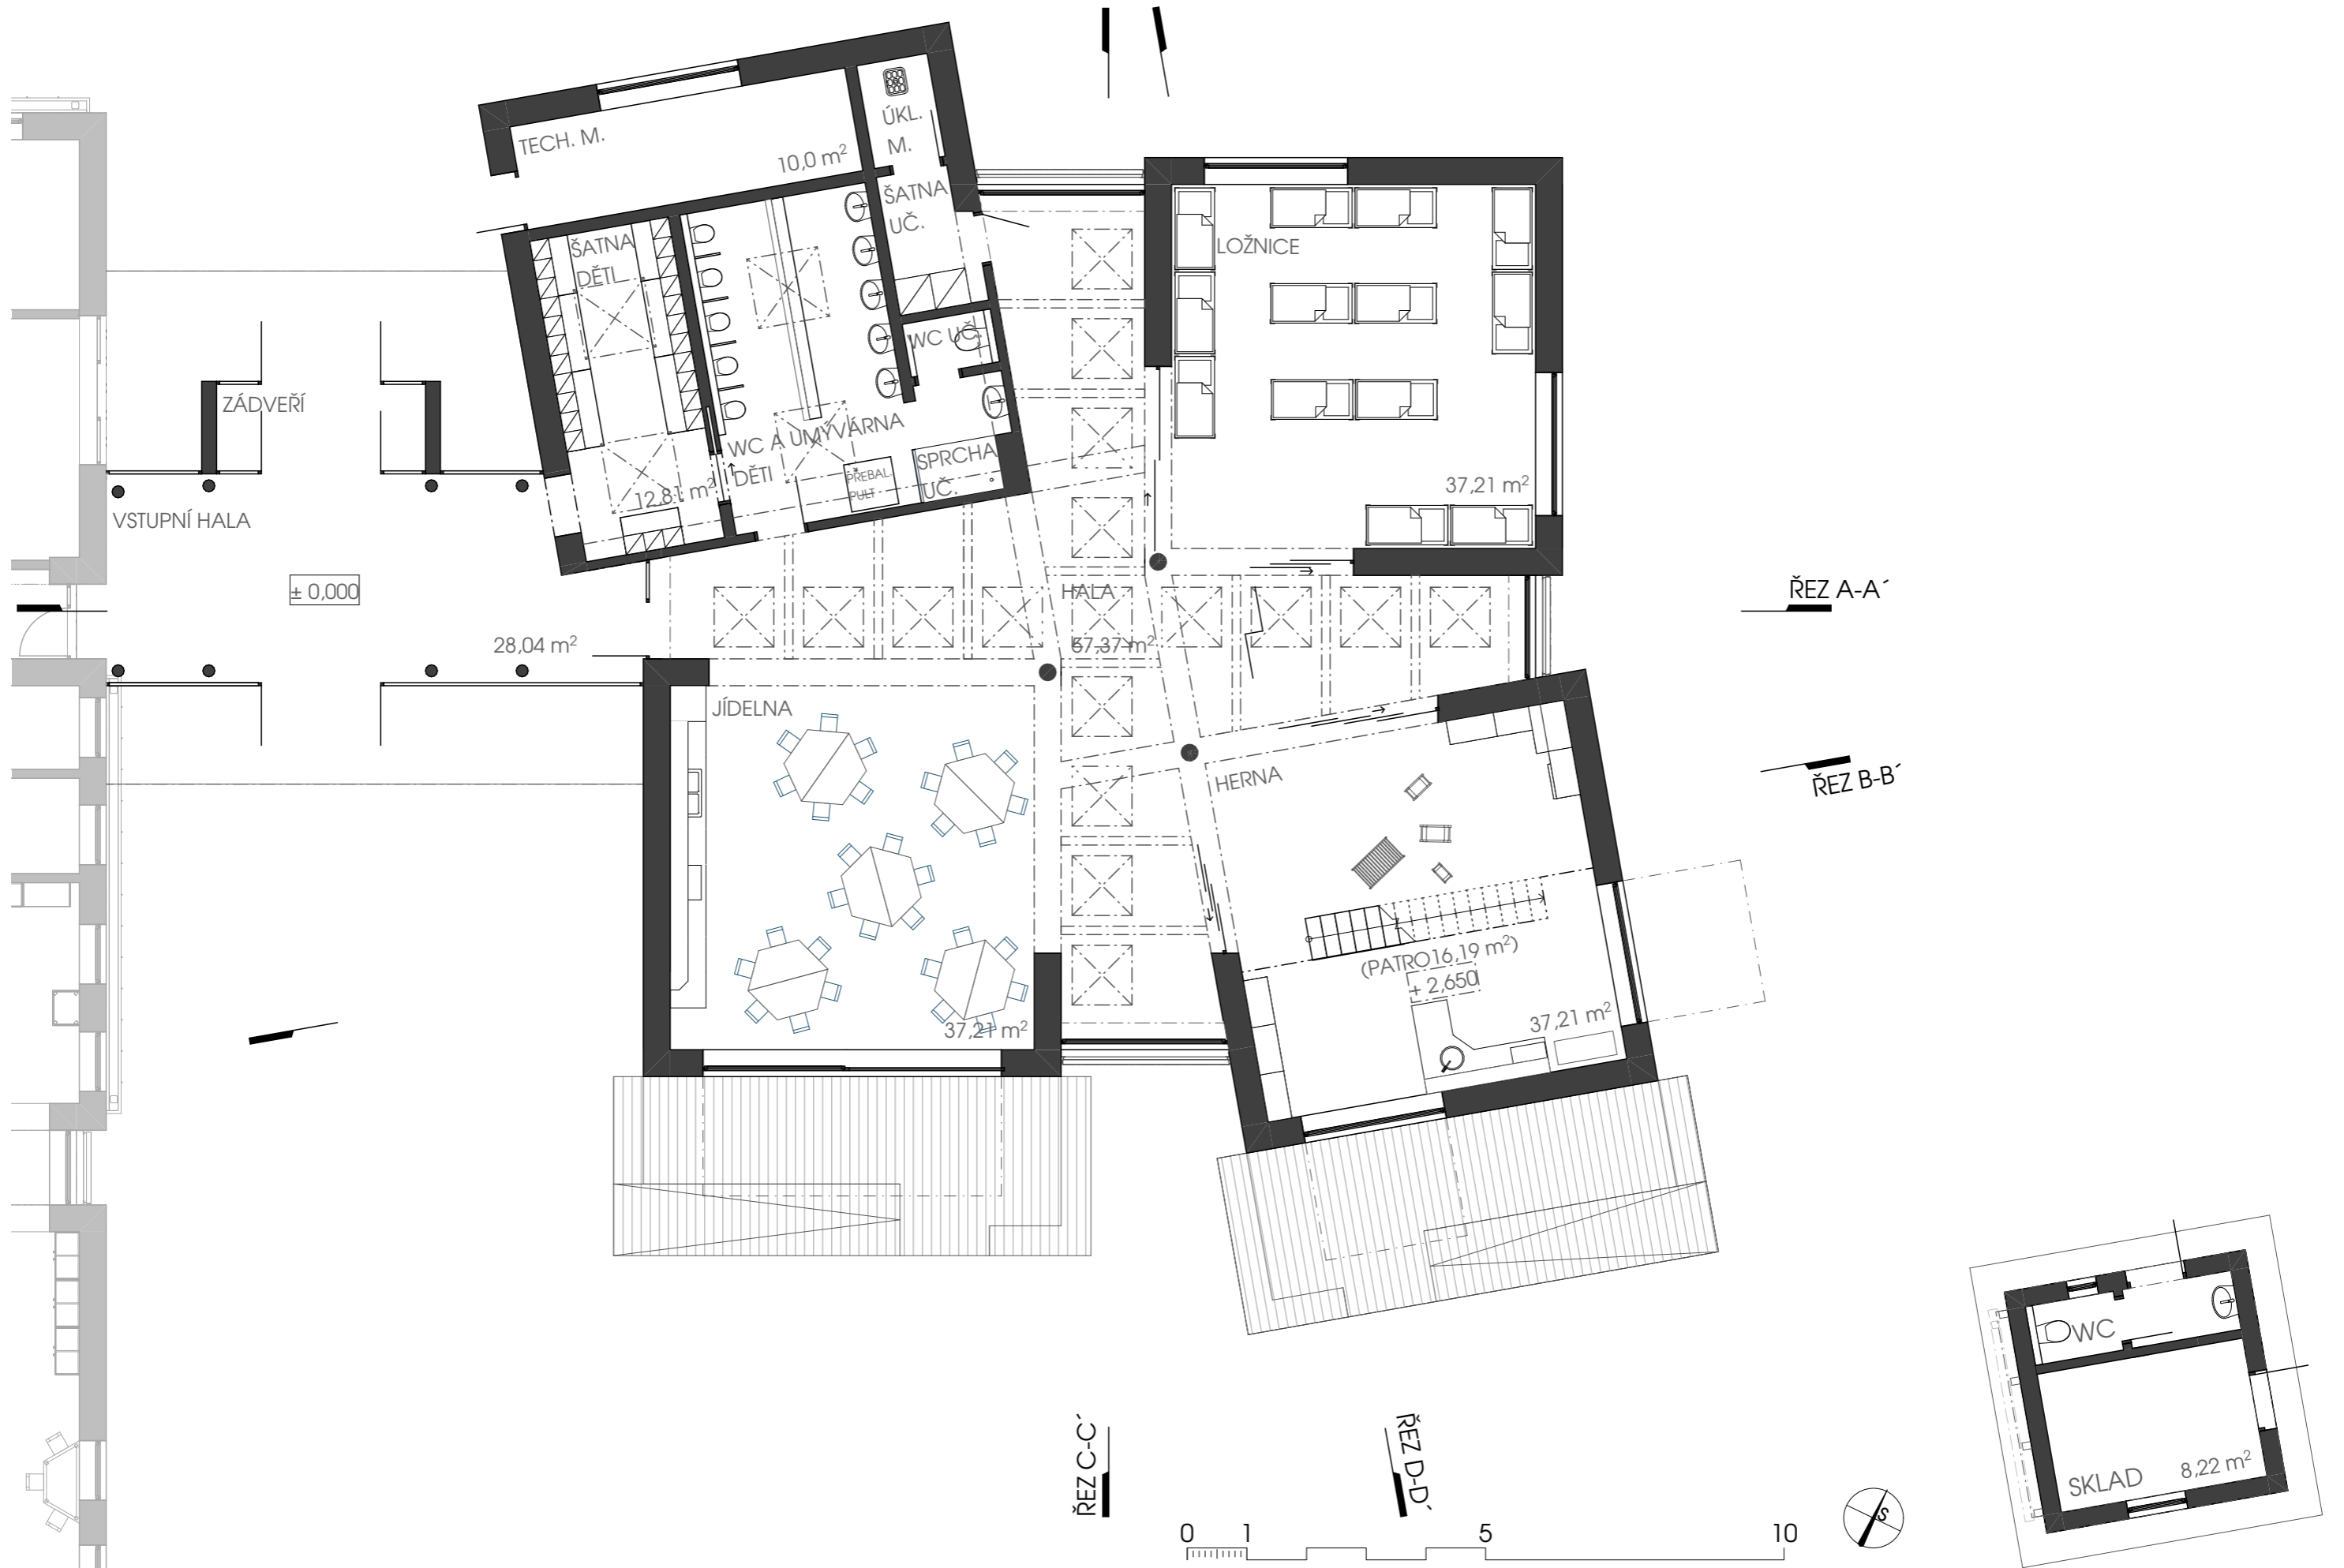 TECH. M.
10,0 m²
ÚKL.
M.
ŠATNA
UČ.
ŠATNA
DĚTI
LOŽNICE
WC UČ.
ZÁDVEŘÍ
WC A UMÝVÁRNA
DĚTI
SPRCHA
UČ.
PŘEBAL.
PULT
12,81 m²
37,21 m²
VSTUPNÍ HALA
± 0,000
HALA
ŘEZ A-A´
28,04 m²
67,37 m²
JÍDELNA
HERNA
ŘEZ B-B´
(PATRO16,19 m²)
+ 2,650
37,21 m²
37,21 m²
WC
SKLAD
8,22 m²
ŘEZ C-C´
ŘEZ D-D´
0 1 5 10
S